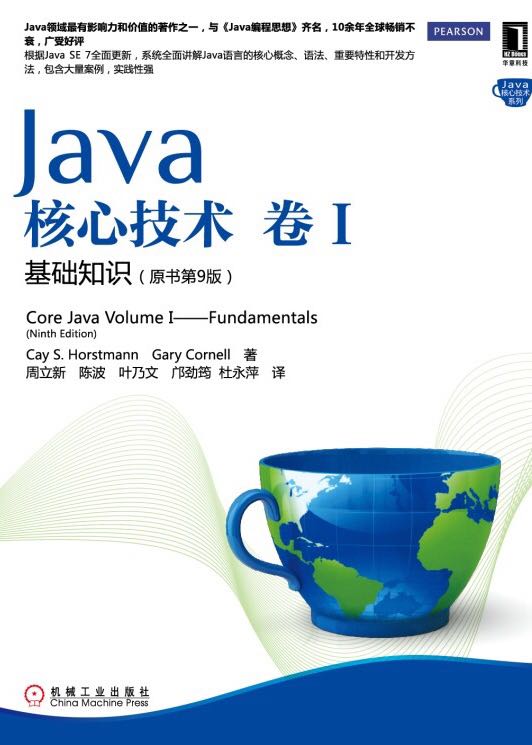 Java领域最有影响力和价值的著作之一，与《Java编程思想》齐名，10余年全球畅销不
衰，广受好评
根据Java SE 7全面更新，系统全面讲解Java语言的核心概念、语法、重要特性和开发方
法，包含大量案例，实践性强
PEARSON
HZ Books
华章科技
Java
核心技术
系列
Java
核心技术 卷 I
基础知识（原书第9版）
Core Java Volume I——Fundamentals
(Ninth Edition)
Cay S. Horstmann Gary Cornell 著
周立新 陈波 叶乃文 邝劲筠 杜永萍 译
机械工业出版社
China Machine Press